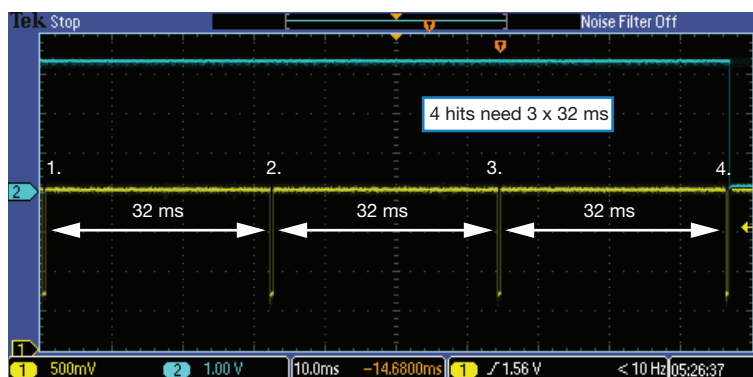 Tek Stop Noise Filter Off
T
T
4 hits need 3 x 32 ms
1. 2. 3. 4.
2
32 ms 32 ms 32 ms
1
1 500mV 2 1.00 V 10.0ms -14.6800ms 1 / 1.56 V < 10 Hz 05:26:37